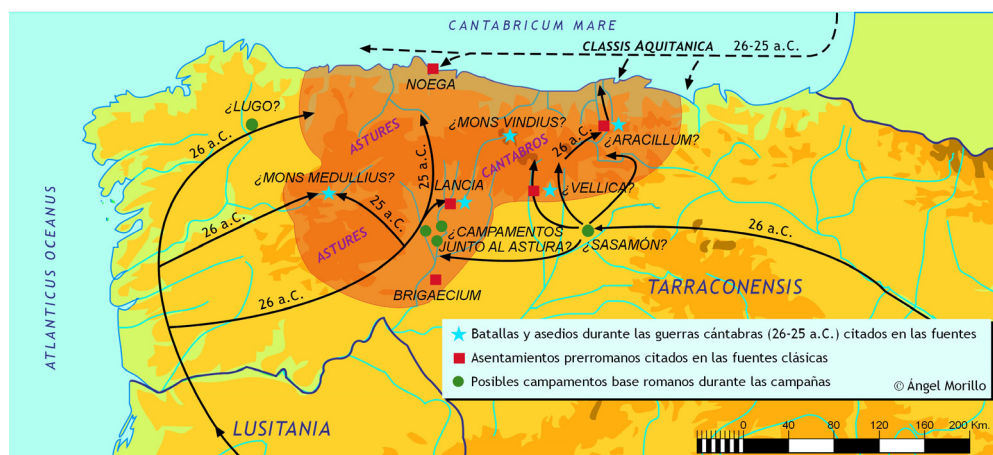 CANTABRICUM MARE
CLASSIS AQUITANICA 26-25 a.C.
NOEGA
¿LUGO?
26 a.C.
ASTURES
¿MONS VINDIUS?
26 a.C.
¿ARACILLUM?
CANTABROS
25 a.C.
¿MONS MEDULLIUS?
LANCIA
¿VELLICA?
26 a.C.
25 a.C.
ASTURES
¿CAMPAMENTOS
JUNTO AL ASTURA?
¿SASAMÓN?
26 a.C.
ATLANTICUS OCEANUS
26 a.C.
BRIGAECIUM
TARRACONENSIS
LUSITANIA
Batallas y asedios durante las guerras cántabras (26-25 a.C.) citados en las fuentes
Asentamientos prerromanos citados en las fuentes clásicas
Posibles campamentos base romanos durante las campañas
© Ángel Morillo
0 40 80 120 160 200 Km.